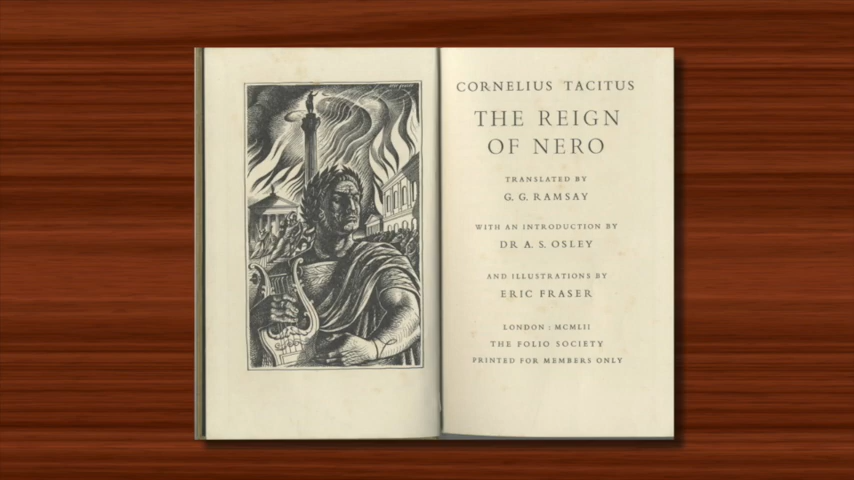 CORNELIUS TACITUS
THE REIGN
OF NERO
TRANSLATED BY
G. G. RAMSAY
WITH AN INTRODUCTION BY
DR A. S. OSLEY
AND ILLUSTRATIONS BY
ERIC FRASER
LONDON : MCMLII
THE FOLIO SOCIETY
PRINTED FOR MEMBERS ONLY